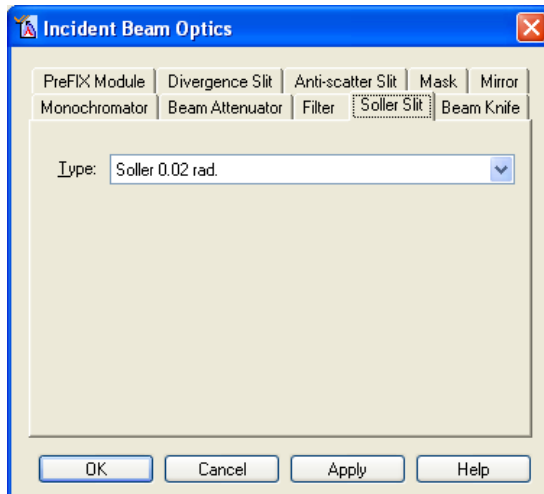 Incident Beam Optics
PreFIX Module Divergence Slit Anti-scatter Slit Mask Mirror
Monochromator Beam Attenuator Filter Soller Slit Beam Knife
Type: Soller 0.02 rad.
OK Cancel Apply Help